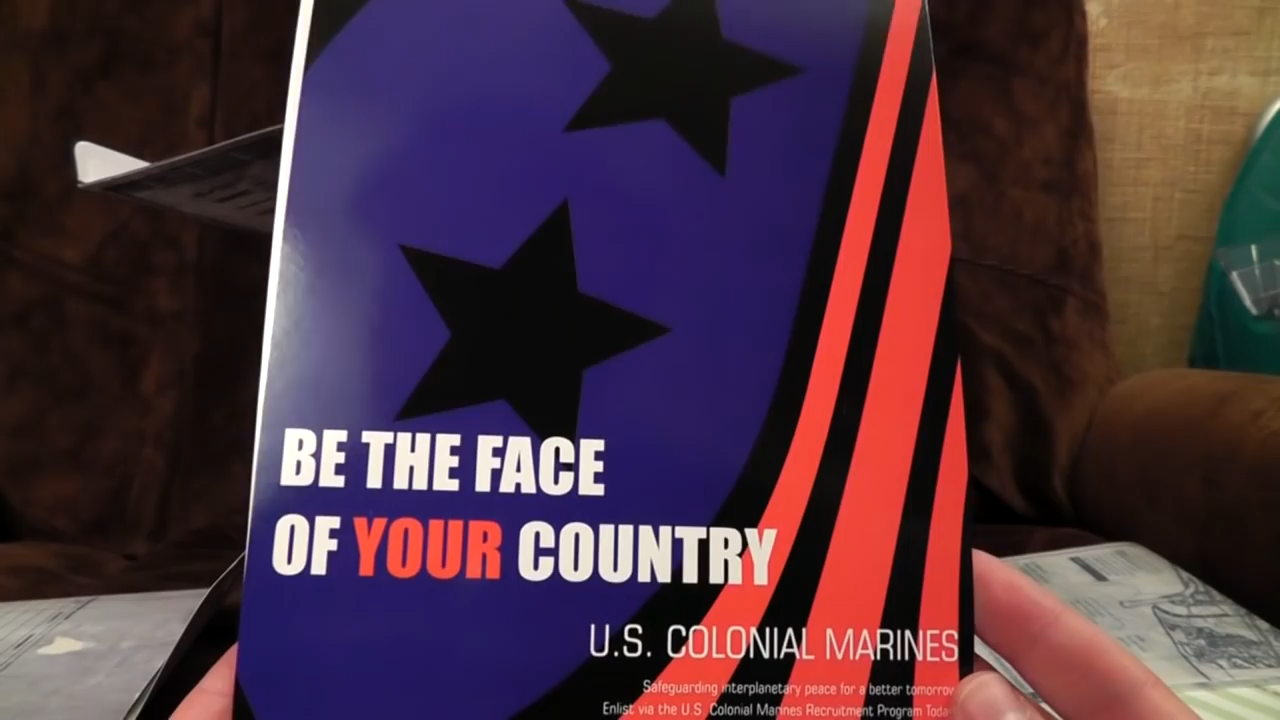 BE THE FACE
OF YOUR COUNTRY
U.S. COLONIAL MARINES
Safeguarding interplanetary peace for a better tomorrow
Enlist via the U.S. Colonial Marines Recruitment Program Today